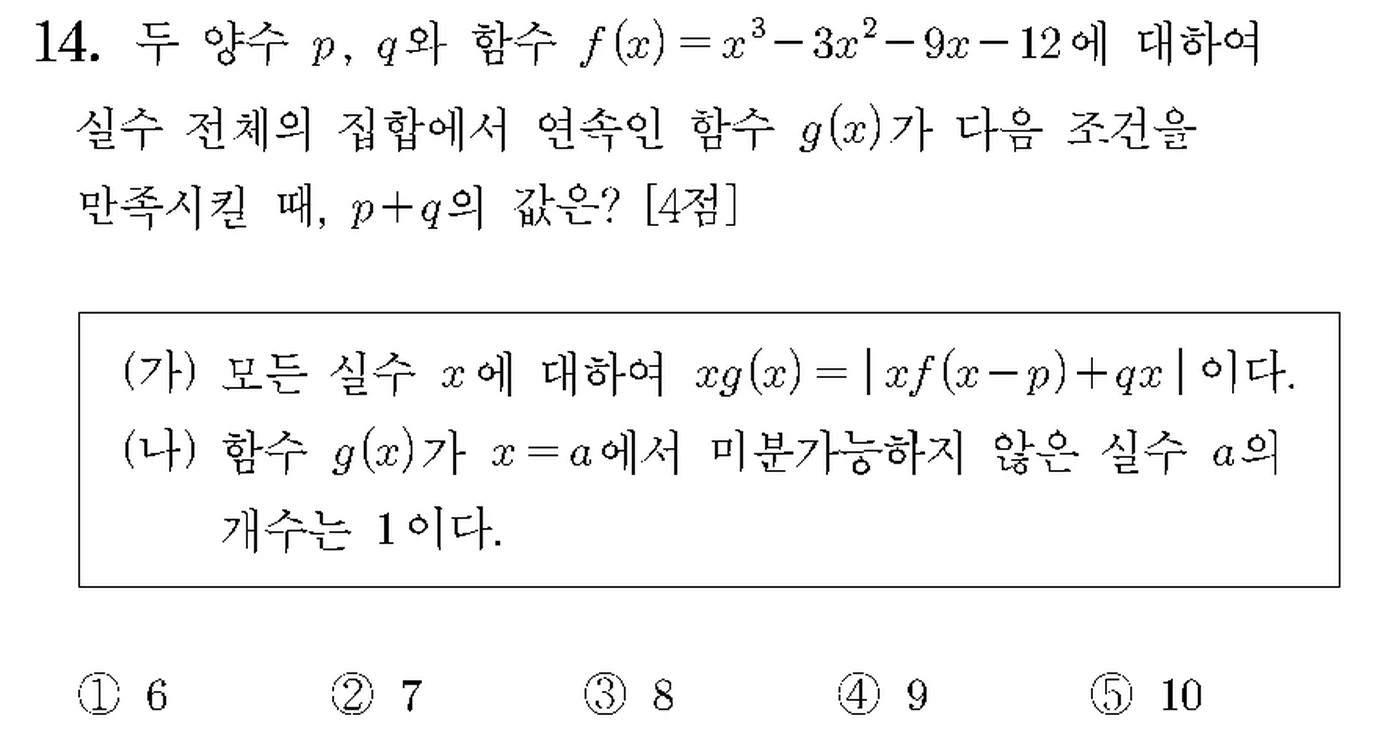 14. 두 양수 p, q와 함수 f(x)=x³-3x²-9x-12에 대하여
실수 전체의 집합에서 연속인 함수 g(x)가 다음 조건을
만족시킬 때, p+q의 값은? [4점]
(가) 모든 실수 x에 대하여 xg(x)=|xf(x-p)+qx|이다.
(나) 함수 g(x)가 x=a에서 미분가능하지 않은 실수 a의
개수는 1이다.
① 6 ② 7 ③ 8 ④ 9 ⑤ 10